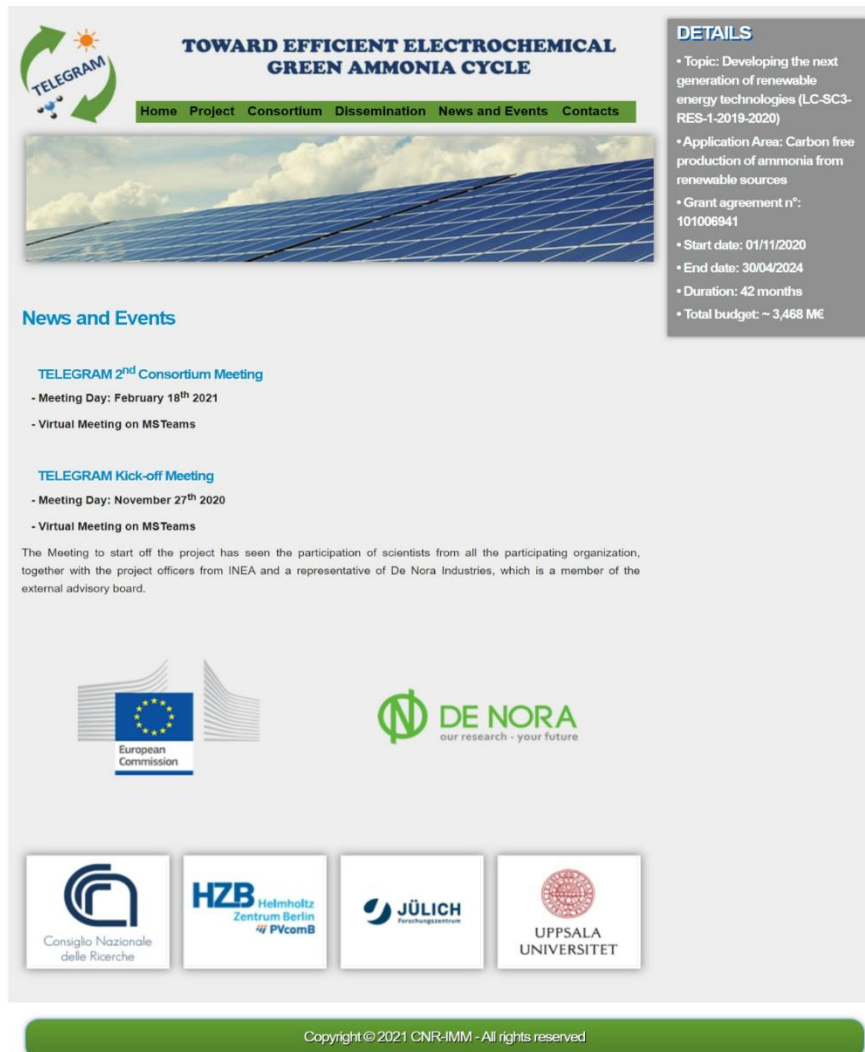 TELEGRAM
TOWARD EFFICIENT ELECTROCHEMICAL
GREEN AMMONIA CYCLE
Home Project Consortium Dissemination News and Events Contacts
DETAILS
• Topic: Developing the next
generation of renewable
energy technologies (LC-SC3-
RES-1-2019-2020)
• Application Area: Carbon free
production of ammonia from
renewable sources
• Grant agreement n°:
101006941
• Start date: 01/11/2020
• End date: 30/04/2024
• Duration: 42 months
• Total budget: ~ 3,468 M€
News and Events
TELEGRAM 2nd Consortium Meeting
- Meeting Day: February 18th 2021
- Virtual Meeting on MSTeams
TELEGRAM Kick-off Meeting
- Meeting Day: November 27th 2020
- Virtual Meeting on MSTeams
The Meeting to start off the project has seen the participation of scientists from all the participating organization,
together with the project officers from INEA and a representative of De Nora Industries, which is a member of the
external advisory board.
European
Commission
DE NORA
our research - your future
Consiglio Nazionale
delle Ricerche
HZB Helmholtz
Zentrum Berlin
PVcomB
JÜLICH
Forschungszentrum
UPPSALA
UNIVERSITET
Copyright © 2021 CNR-IMM - All rights reserved